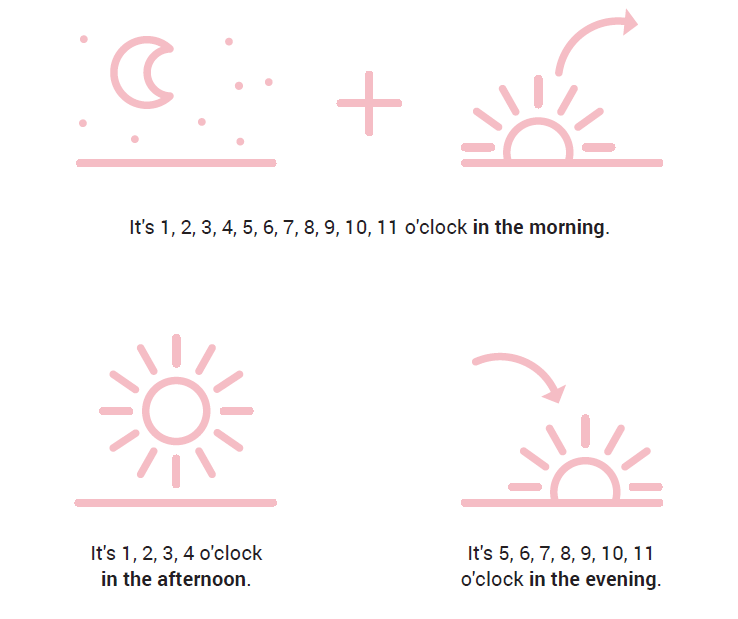 It's 1, 2, 3, 4, 5, 6, 7, 8, 9, 10, 11 o'clock in the morning.
It's 1, 2, 3, 4 o'clock
in the afternoon.
It's 5, 6, 7, 8, 9, 10, 11
o'clock in the evening.